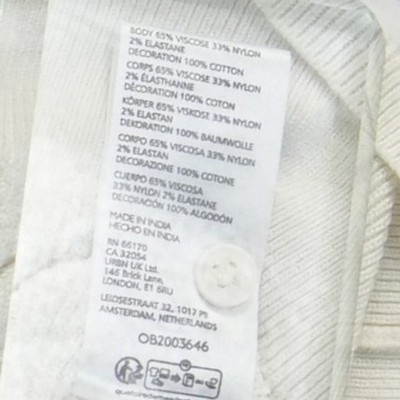 BODY 65% VISCOSE 33% NYLON
2% ELASTANE
DECORATION 100% COTTON
CORPS 65% VISCOSE 33% NYLON
2% ÉLASTHANNE
DÉCORATION 100% COTON
KÖRPER 65% VISKOSE 33% NYLON
2% ELASTAN
DEKORATION 100% BAUMWOLLE
CORPO 65% VISCOSA 33% NYLON
2% ELASTAN
DECORAZIONE 100% COTONE
CUERPO 65% VISCOSA
33% NYLON 2% ELASTANE
DECORACIÓN 100% ALGODÓN
MADE IN INDIA
HECHO EN INDIA
RN 66170
CA 32054
URBN UK Ltd.
146 Brick Lane,
LONDON, E1 6RU
LEIDSESTRAAT 32, 1017 PB
AMSTERDAM, NETHERLANDS
OB2003646